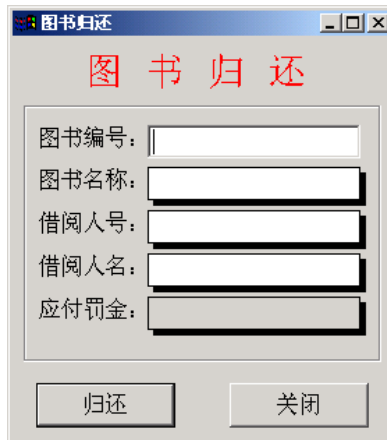 图书归还
图 书 归 还
图书编号：
图书名称：
借阅人号：
借阅人名：
应付罚金：
归还 关闭